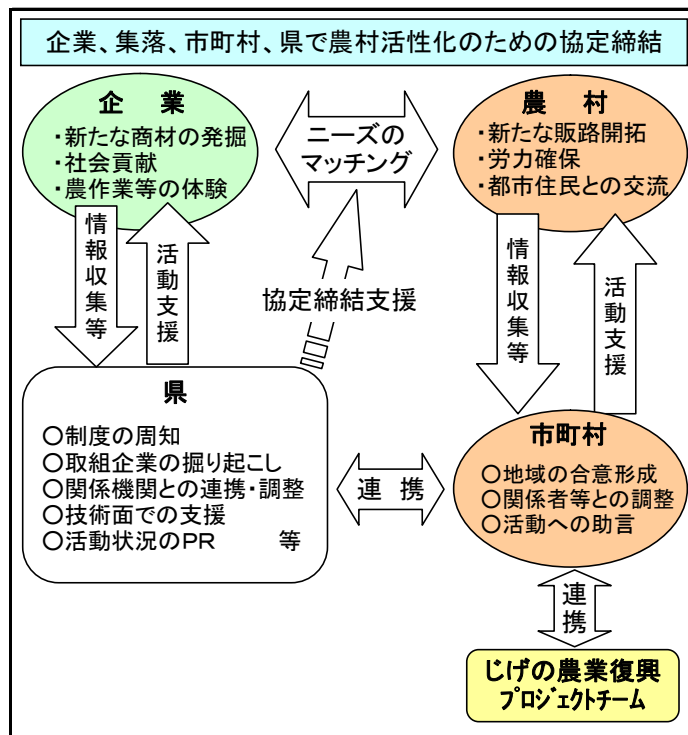 企業、集落、市町村、県で農村活性化のための協定締結
企　業
・新たな商材の発掘
・社会貢献
・農作業等の体験
ニーズの
マッチング
農　村
・新たな販路開拓
・労力確保
・都市住民との交流
情報収集等
活動支援
協定締結支援
情報収集等
活動支援
県
○制度の周知
○取組企業の掘り起こし
○関係機関との連携・調整
○技術面での支援
○活動状況のPR　　等
連 携
市町村
○地域の合意形成
○関係者等との調整
○活動への助言
連携
じげの農業復興
プロジェクトチーム